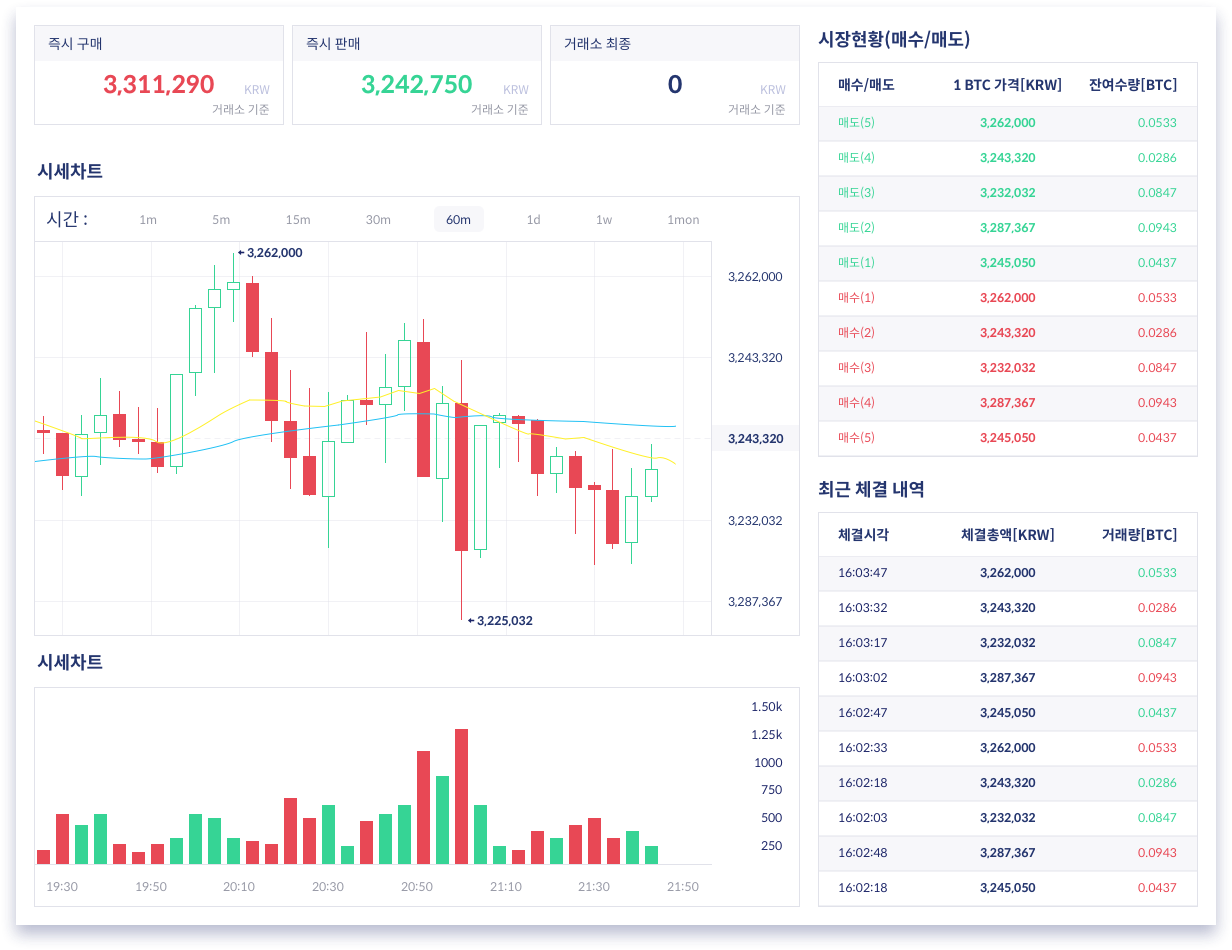 즉시 구매
3,311,290 KRW
거래소 기준
즉시 판매
3,242,750 KRW
거래소 기준
거래소 최종
0 KRW
거래소 기준
시세차트
시간 : 1m 5m 15m 30m 60m 1d 1w 1mon
3,262,000
3,262,000
3,243,320
3,243,320
3,232,032
3,287,367
3,225,032
시세차트
1.50k
1.25k
1000
750
500
250
19:30 19:50 20:10 20:30 20:50 21:10 21:30 21:50
시장현황(매수/매도)
매수/매도 1 BTC 가격[KRW] 잔여수량[BTC]
매도(5) 3,262,000 0.0533
매도(4) 3,243,320 0.0286
매도(3) 3,232,032 0.0847
매도(2) 3,287,367 0.0943
매도(1) 3,245,050 0.0437
매수(1) 3,262,000 0.0533
매수(2) 3,243,320 0.0286
매수(3) 3,232,032 0.0847
매수(4) 3,287,367 0.0943
매수(5) 3,245,050 0.0437
최근 체결 내역
체결시각 체결총액[KRW] 거래량[BTC]
16:03:47 3,262,000 0.0533
16:03:32 3,243,320 0.0286
16:03:17 3,232,032 0.0847
16:03:02 3,287,367 0.0943
16:02:47 3,245,050 0.0437
16:02:33 3,262,000 0.0533
16:02:18 3,243,320 0.0286
16:02:03 3,232,032 0.0847
16:02:48 3,287,367 0.0943
16:02:18 3,245,050 0.0437